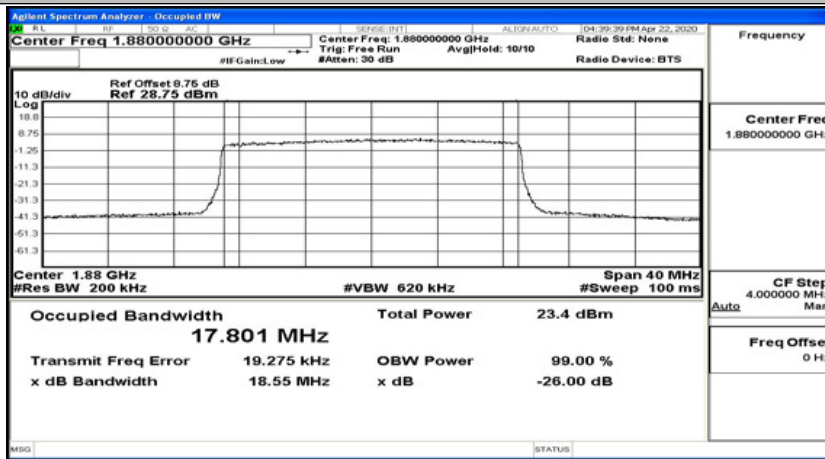 Agilent Spectrum Analyzer - Occupied BW
RL RF 50 Ω AC SENSE:INT ALIGN AUTO 04:39:39 PM Apr 22, 2020
Center Freq 1.880000000 GHz
Center Freq: 1.880000000 GHz
Radio Std: None
Trig: Free Run Avg|Hold: 10/10
#IFGain:Low #Atten: 30 dB Radio Device: BTS
Ref Offset 8.75 dB
10 dB/div Ref 28.75 dBm
Log
18.8
8.75
-1.25
-11.3
-21.3
-31.3
-41.3
-51.3
-61.3
Center 1.88 GHz Span 40 MHz
#Res BW 200 kHz #VBW 620 kHz #Sweep 100 ms
Occupied Bandwidth Total Power 23.4 dBm
17.801 MHz
Transmit Freq Error 19.275 kHz OBW Power 99.00 %
x dB Bandwidth 18.55 MHz x dB -26.00 dB
MSG STATUS
Frequency
Center Freq
1.880000000 GHz
CF Step
4.000000 MHz
Auto Man
Freq Offset
0 Hz